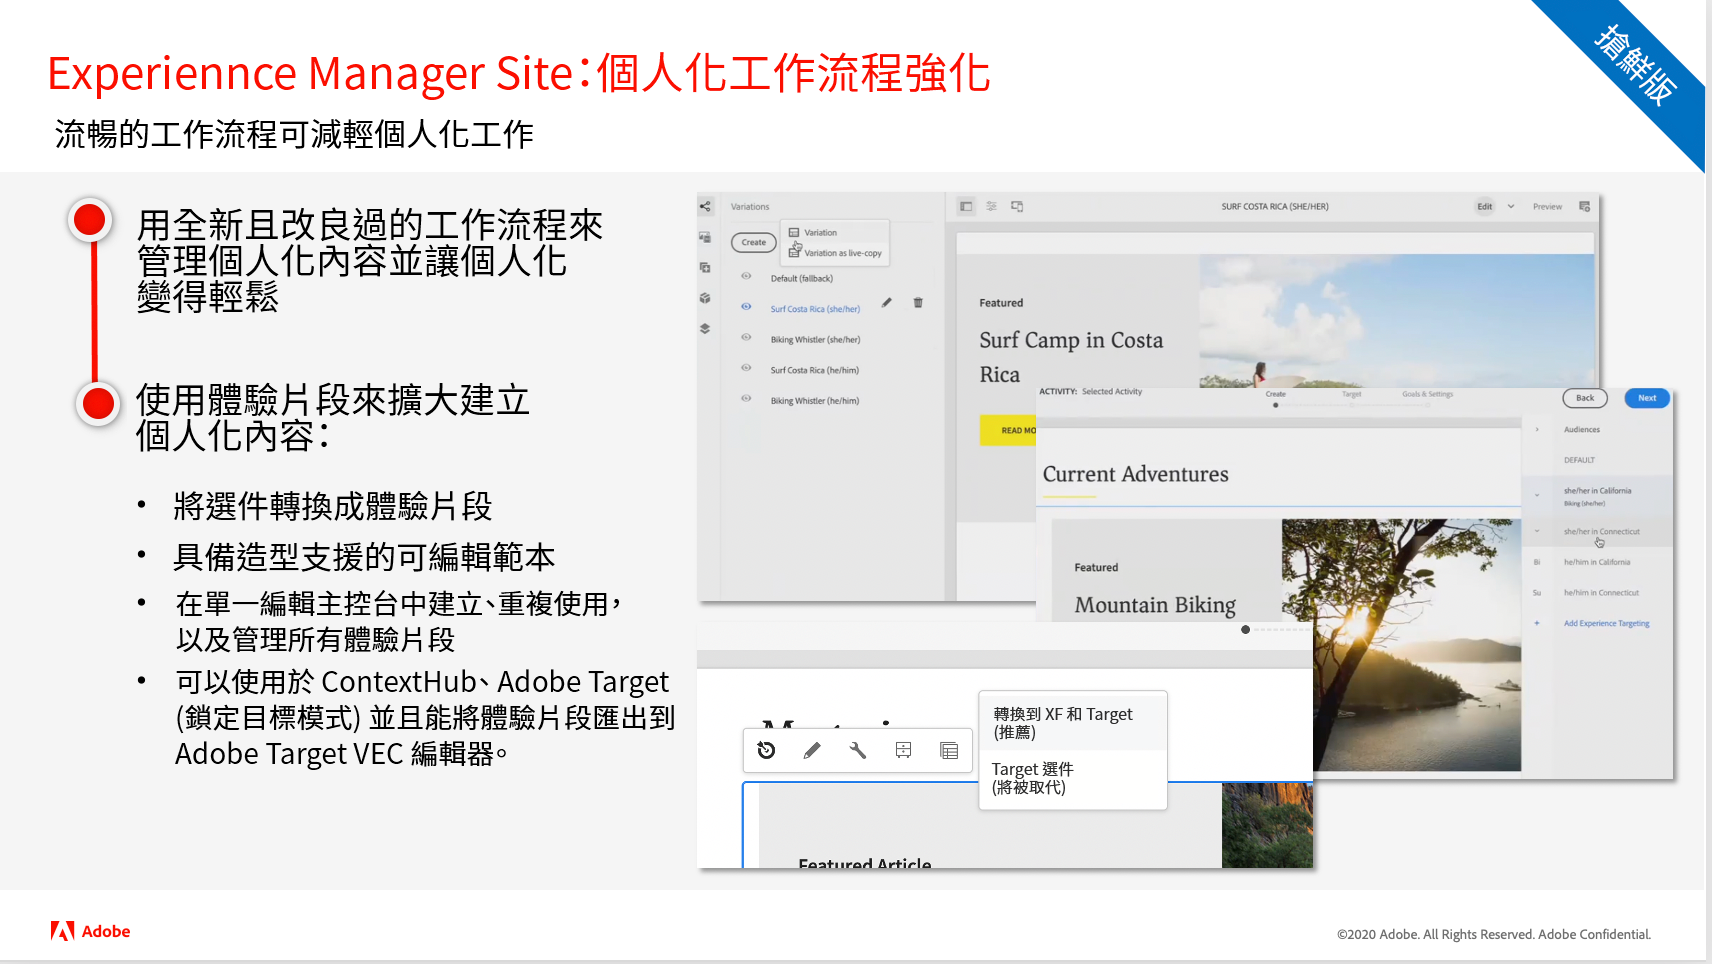 Experiennce Manager Site：個人化工作流程強化
搶鮮版
流暢的工作流程可減輕個人化工作
用全新且改良過的工作流程來
管理個人化內容並讓個人化
變得輕鬆
使用體驗片段來擴大建立
個人化內容：
• 將選件轉換成體驗片段
• 具備造型支援的可編輯範本
• 在單一編輯主控台中建立、重複使用，
以及管理所有體驗片段
• 可以使用於 ContextHub、Adobe Target
(鎖定目標模式) 並且能將體驗片段匯出到
Adobe Target VEC 編輯器。
Variations
Create
Variation
Variation as live-copy
Default (fallback)
Surf Costa Rica (she/her)
Biking Whistler (she/her)
Surf Costa Rica (he/him)
Biking Whistler (he/him)
SURF COSTA RICA (SHE/HER)
Edit
Preview
Featured
Surf Camp in Costa
Rica
READ MO
ACTIVITY: Selected Activity
Create
Target
Goals & Settings
Back
Next
Current Adventures
Featured
Mountain Biking
Audiences
DEFAULT
she/her in California
Biking (she/her)
she/her in Connecticut
Bi
he/him in California
Su
he/him in Connecticut
+ Add Experience Targeting
轉換到 XF 和 Target
(推薦)
Target 選件
(將被取代)
Featured Article
Adobe
©2020 Adobe. All Rights Reserved. Adobe Confidential.